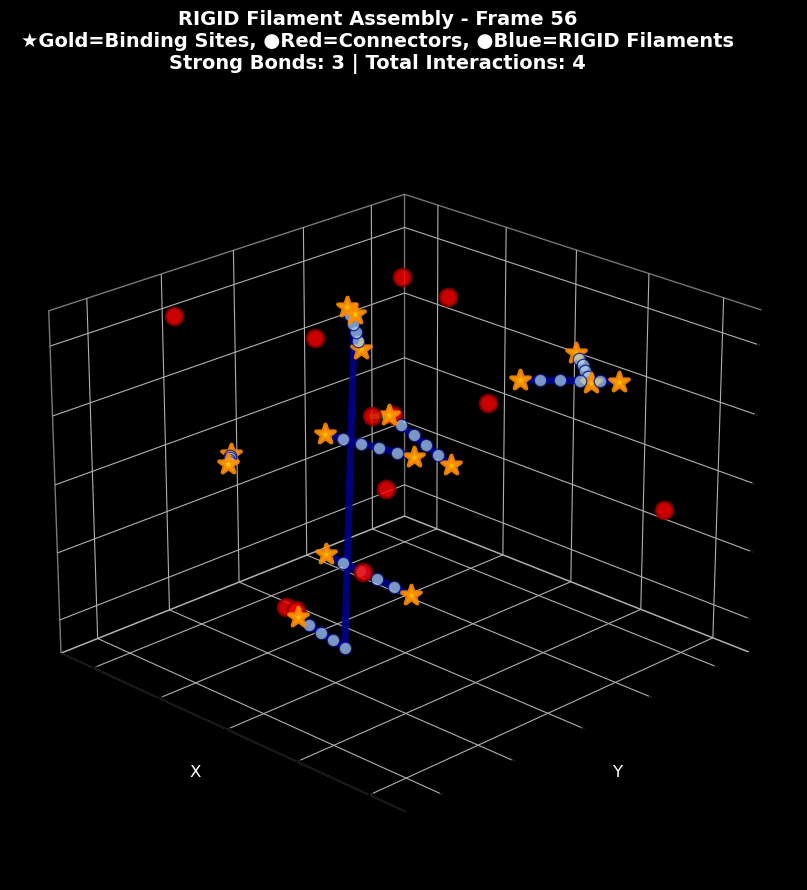 RIGID Filament Assembly - Frame 56
★Gold=Binding Sites, ●Red=Connectors, ●Blue=RIGID Filaments
Strong Bonds: 3 | Total Interactions: 4
X
Y